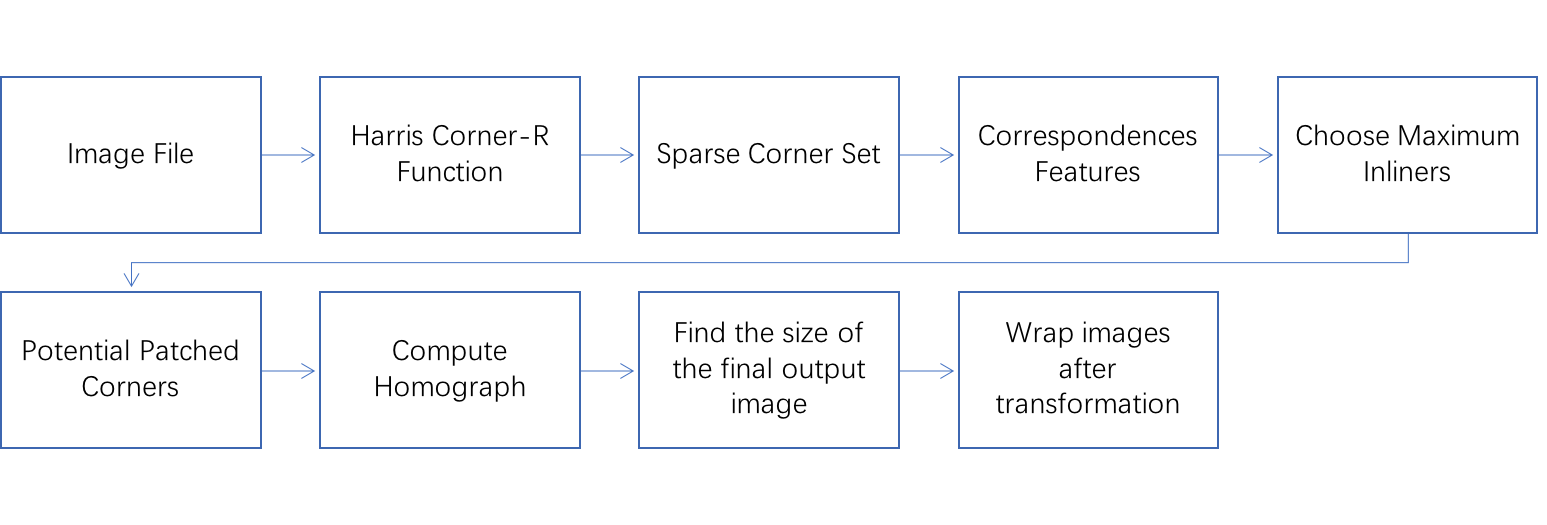 Image File
Harris Corner-R
Function
Sparse Corner Set
Correspondences
Features
Choose Maximum
Inliners
Potential Patched
Corners
Compute
Homograph
Find the size of
the final output
image
Wrap images
after
transformation